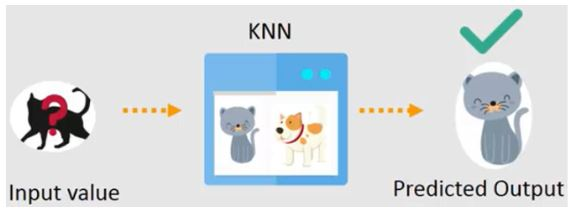 KNN
?
Input value
Predicted Output